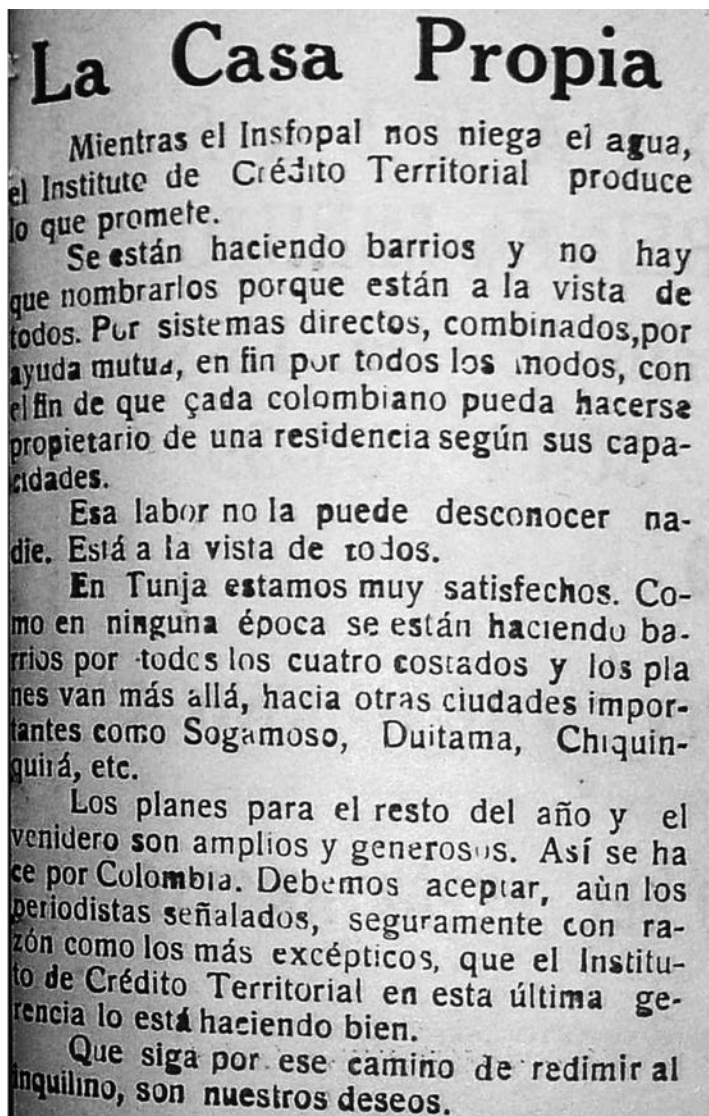 La Casa Propia
Mientras el Insfopal nos niega el agua,
el Instituto de Crédito Territorial produce
lo que promete.
Se están haciendo barrios y no hay
que nombrarlos porque están a la vista de
todos. Por sistemas directos, combinados,por
ayuda mutua, en fin por todos los modos, con
el fin de que çada colombiano pueda hacerse
propietario de una residencia según sus capa-
cidades.
Esa labor no la puede desconocer na-
die. Está a la vista de todos.
En Tunja estamos muy satisfechos. Co-
mo en ninguna época se están haciendo ba-
rrios por todos los cuatro costados y los pla
nes van más allá, hacia otras ciudades impor-
tantes como Sogamoso, Duitama, Chiquin-
quirá, etc.
Los planes para el resto del año y el
venidero son amplios y generosos. Así se ha
ce por Colombia. Debemos aceptar, aùn los
periodistas señalados, seguramente con ra-
zón como los más excépticos, que el Institu-
to de Crédito Territorial en esta última ge-
rencia lo está haciendo bien.
Que siga por ese camino de redimir al
inquilino, son nuestros deseos.